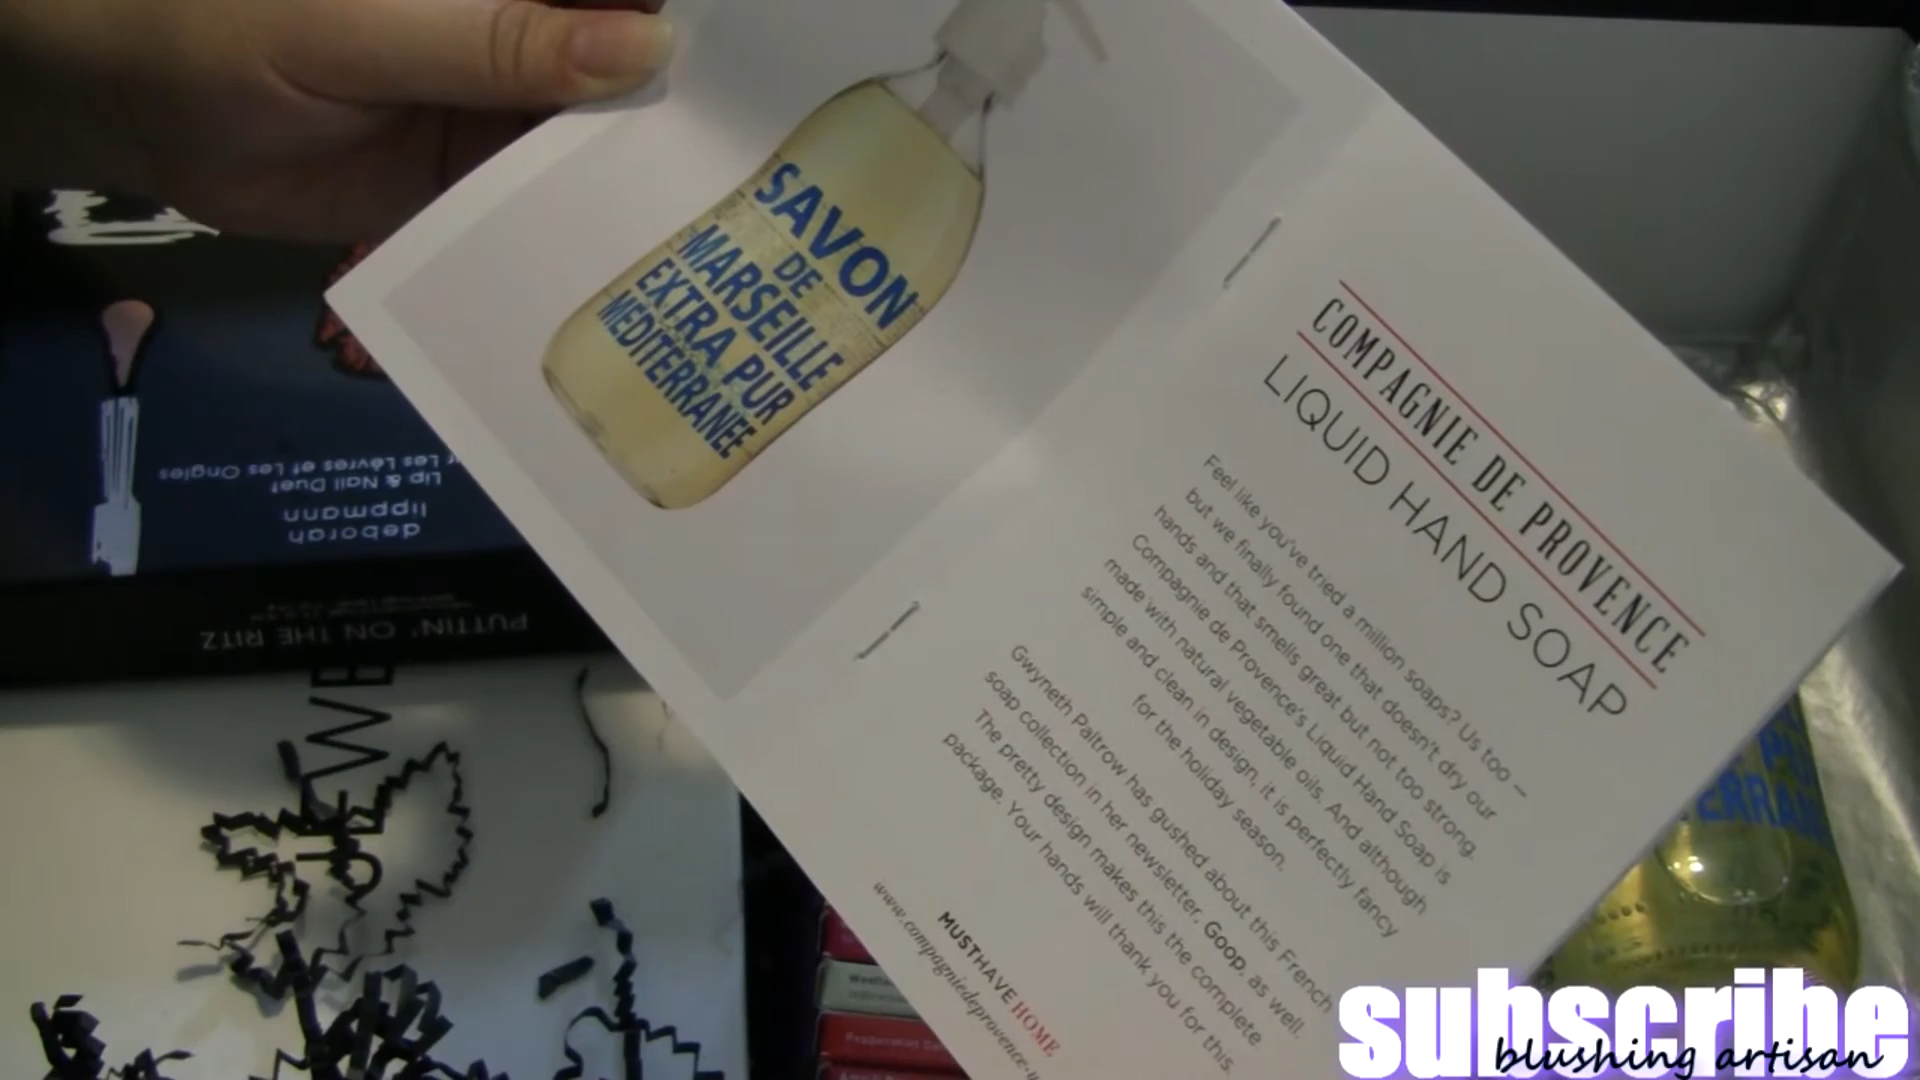 SAVON
DE
MARSEILLE
EXTRA PUR
MEDITERRANEE
COMPAGNIE DE PROVENCE
LIQUID HAND SOAP
Feel like you've tried a million soaps? Us too –
but we finally found one that doesn't dry our
hands and that smells great but not too strong.
Compagnie de Provence's Liquid Hand Soap is
made with natural vegetable oils. And although
simple and clean in design, it is perfectly fancy
for the holiday season.
Gwyneth Paltrow has gushed about this French
soap collection in her newsletter, Goop, as well.
The pretty design makes this the complete
package. Your hands will thank you for this.
MUSTHAVE HOME
www.compagniedeprovence-u
deborah
lippmann
Lip & Nail Duet
Les Lèvres et Les Ongles
PUTTIN' ON THE RITZ
WE
PU
ERRAN
Peppermint
subscribe
blushing artisan